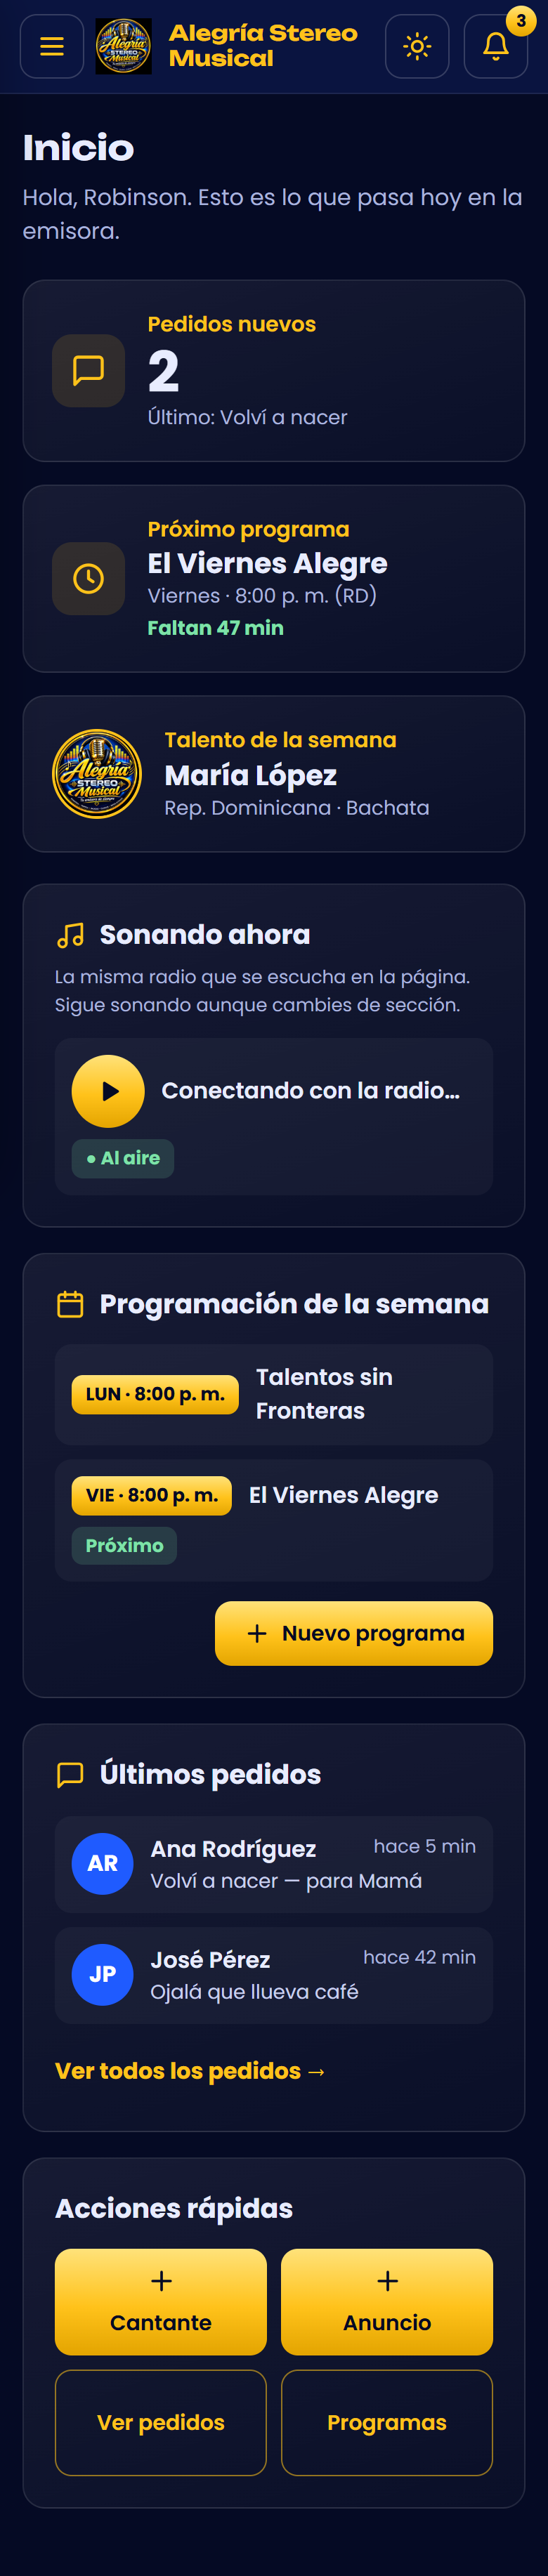 Alegría Stereo
Musical
3
Inicio
Hola, Robinson. Esto es lo que pasa hoy en la
emisora.
Pedidos nuevos
2
Último: Volví a nacer
Próximo programa
El Viernes Alegre
Viernes · 8:00 p. m. (RD)
Faltan 47 min
Alegría
STEREO
Musical
Talento de la semana
María López
Rep. Dominicana · Bachata
Sonando ahora
La misma radio que se escucha en la página.
Sigue sonando aunque cambies de sección.
Conectando con la radio...
● Al aire
Programación de la semana
LUN · 8:00 p. m.
Talentos sin
Fronteras
VIE · 8:00 p. m.
El Viernes Alegre
Próximo
+ Nuevo programa
Últimos pedidos
AR
Ana Rodríguez
hace 5 min
Volví a nacer — para Mamá
JP
José Pérez
hace 42 min
Ojalá que llueva café
Ver todos los pedidos →
Acciones rápidas
+
Cantante
+
Anuncio
Ver pedidos
Programas